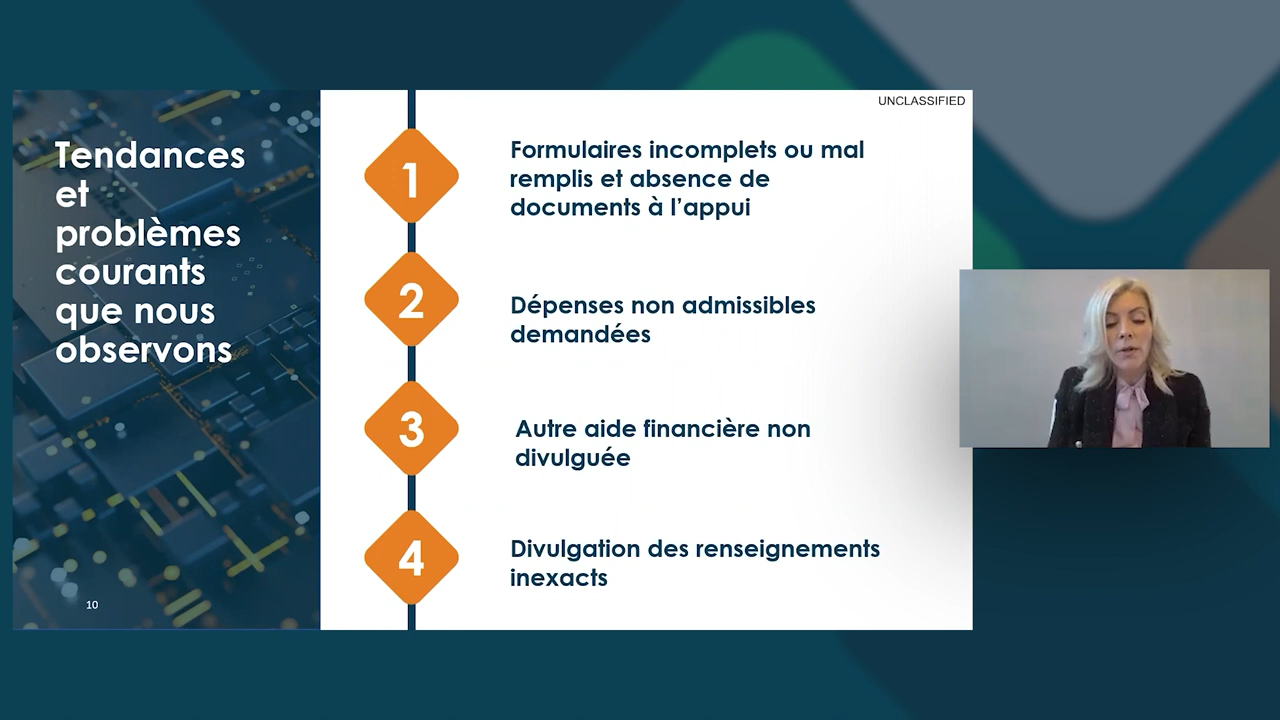 UNCLASSIFIED
Tendances
et
problèmes
courants
que nous
observons
1
Formulaires incomplets ou mal
remplis et absence de
documents à l’appui
2
Dépenses non admissibles
demandées
3
Autre aide financière non
divulguée
4
Divulgation des renseignements
inexacts
10